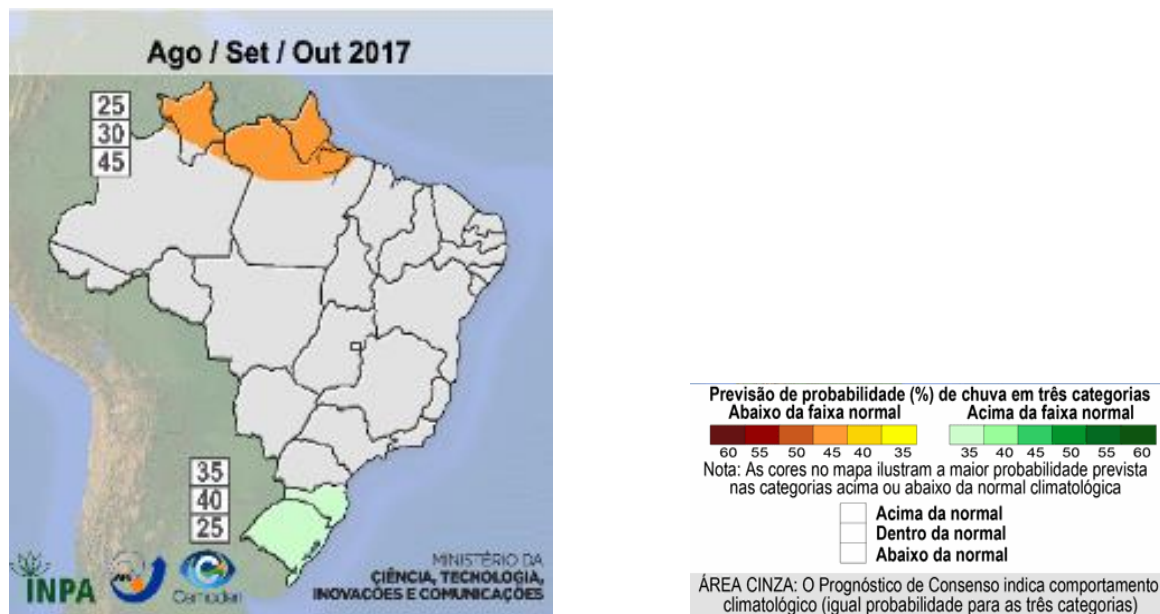 Ago / Set / Out 2017
25
30
45
35
40
25
INPA
Cemaden
MINISTÉRIO DA
CIÊNCIA, TECNOLOGIA,
INOVAÇÕES E COMUNICAÇÕES
Previsão de probabilidade (%) de chuva em três categorias
Abaixo da faixa normal Acima da faixa normal
60 55 50 45 40 35 35 40 45 50 55 60
Nota: As cores no mapa ilustram a maior probabilidade prevista
nas categorias acima ou abaixo da normal climatológica
Acima da normal
Dentro da normal
Abaixo da normal
ÁREA CINZA: O Prognóstico de Consenso indica comportamento
climatológico (igual probabilidade para as três categorias)